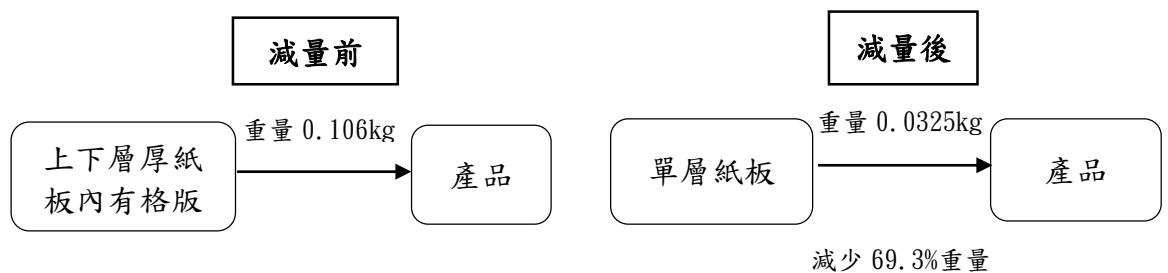 減量前
重量 0.106kg
上下層厚紙
板內有格版
產品
減量後
重量 0.0325kg
單層紙板
產品
減少 69.3%重量